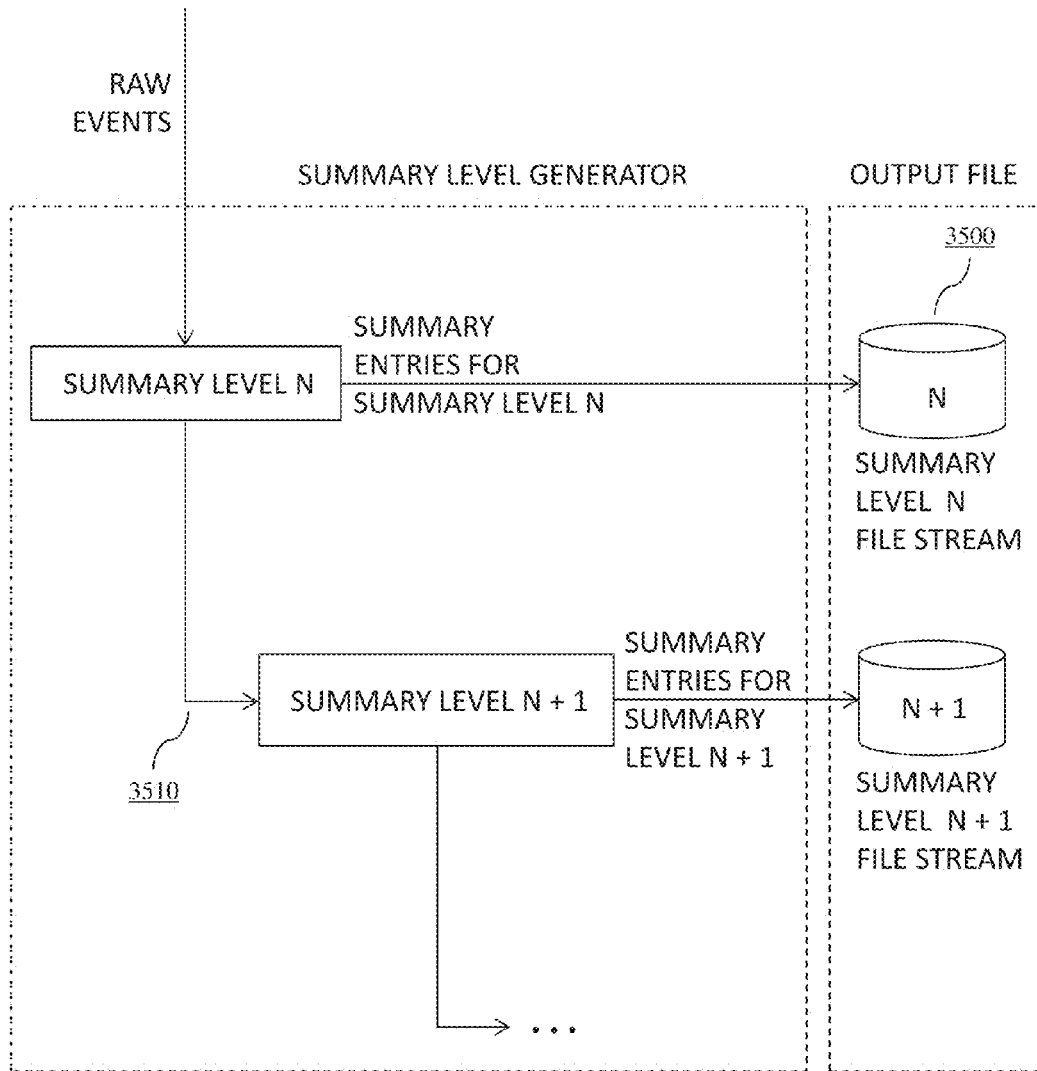 RAW
EVENTS
SUMMARY LEVEL GENERATOR
OUTPUT FILE
3500
SUMMARY
ENTRIES FOR
SUMMARY LEVEL N
SUMMARY LEVEL N
N
SUMMARY
LEVEL N
FILE STREAM
SUMMARY
ENTRIES FOR
SUMMARY
LEVEL N + 1
SUMMARY LEVEL N + 1
N + 1
3510
SUMMARY
LEVEL N + 1
FILE STREAM
...